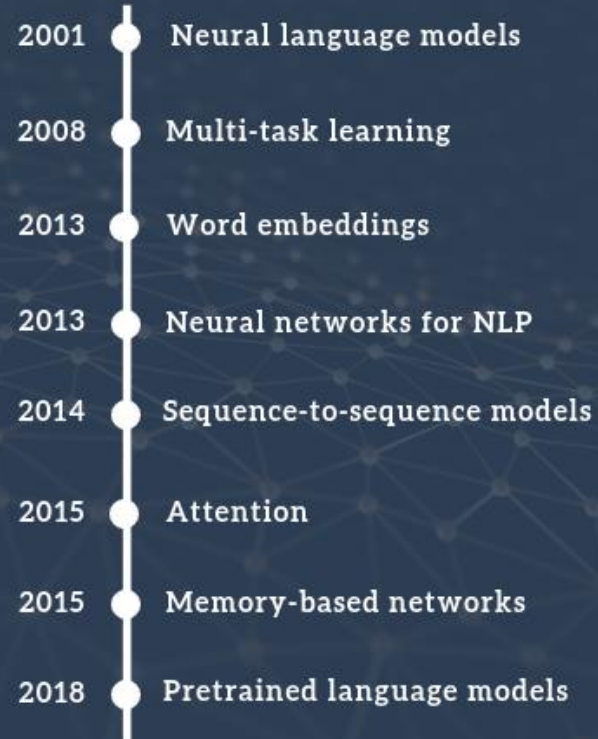 2001 Neural language models
2008 Multi-task learning
2013 Word embeddings
2013 Neural networks for NLP
2014 Sequence-to-sequence models
2015 Attention
2015 Memory-based networks
2018 Pretrained language models